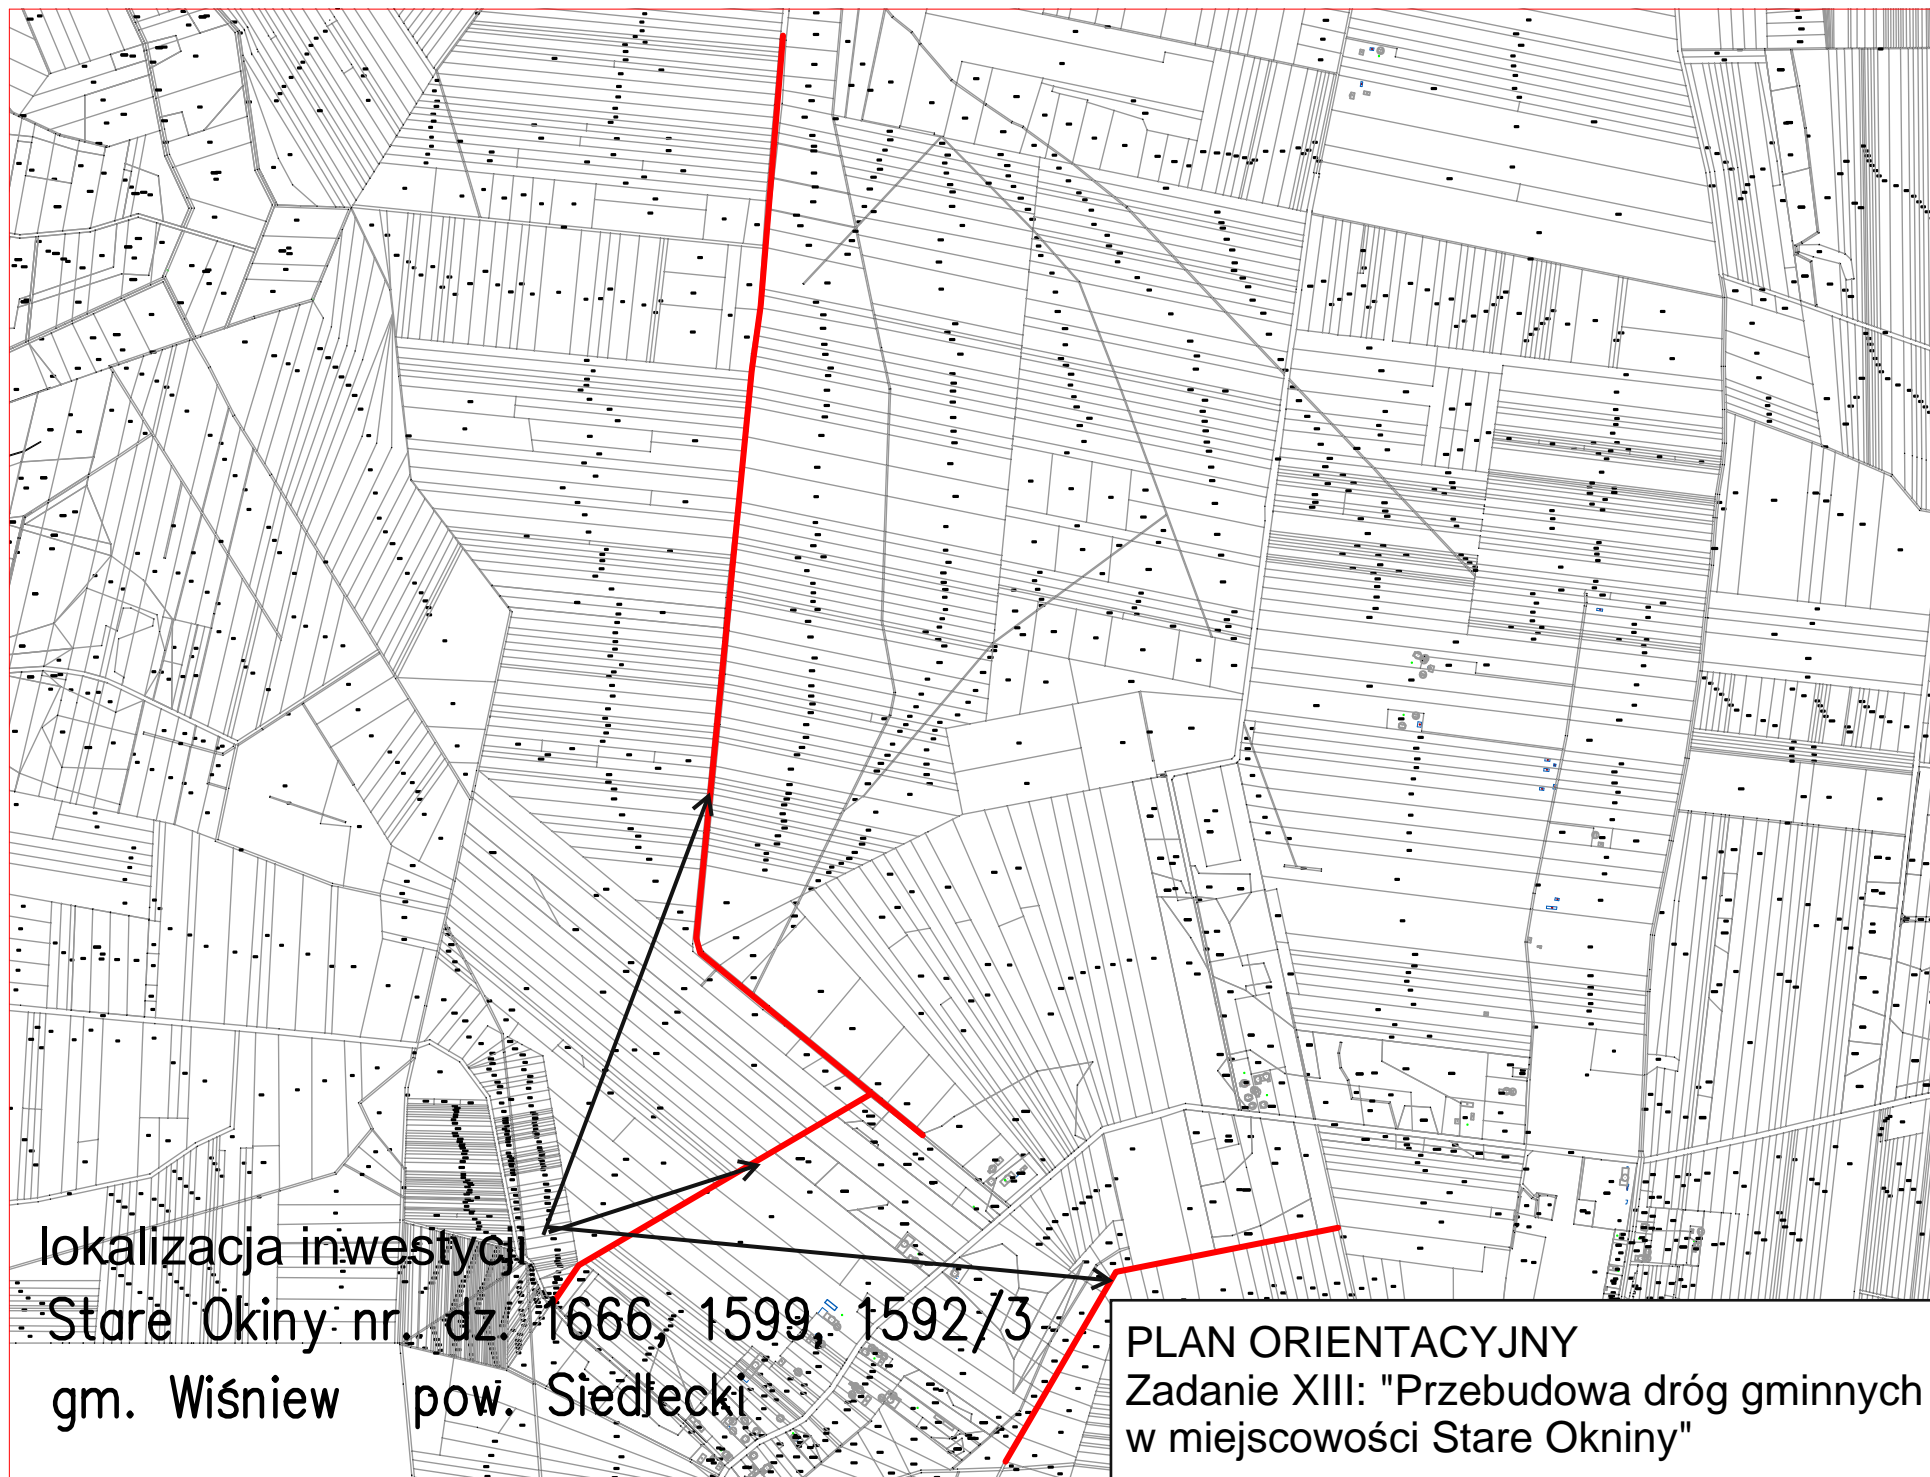 lokalizacja inwestycji
Stare Okiny nr. dz. 1666, 1599, 1592/3
gm. Wiśniew pow. Siedlecki
PLAN ORIENTACYJNY
Zadanie XIII: "Przebudowa dróg gminnych
w miejscowości Stare Okniny"